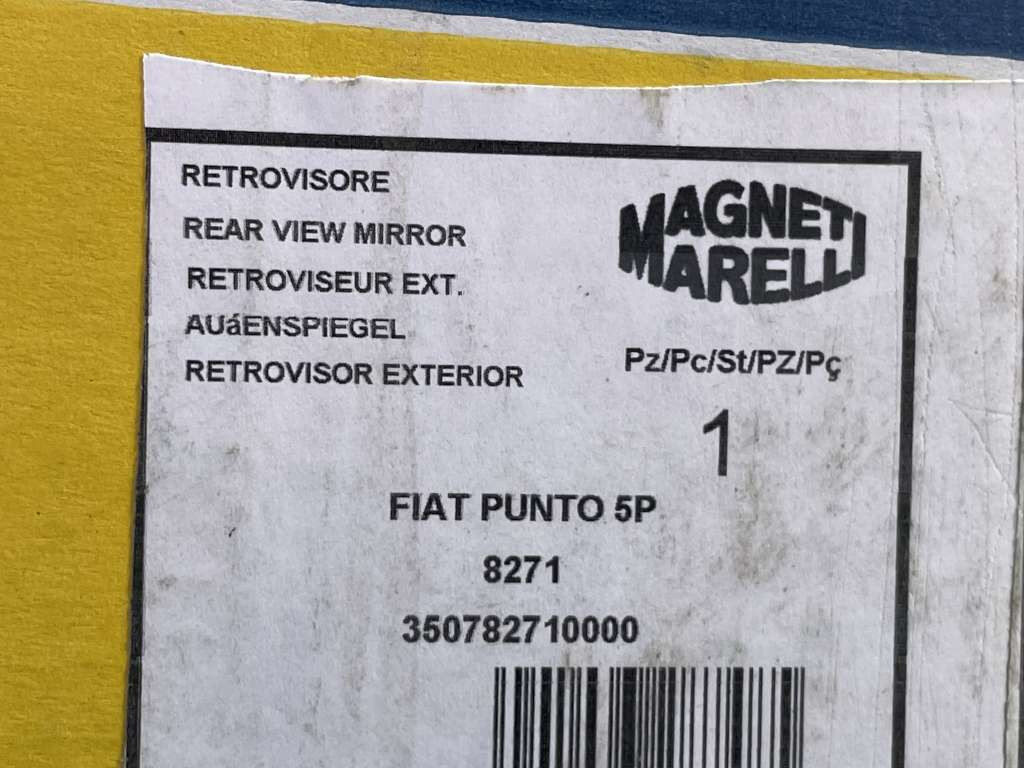 RETROVISORE
REAR VIEW MIRROR
RETROVISEUR EXT.
AUáENSPIEGEL
RETROVISOR EXTERIOR
MAGNETI
MARELLI
Pz/Pc/St/PZ/Pç
1
FIAT PUNTO 5P
8271
350782710000